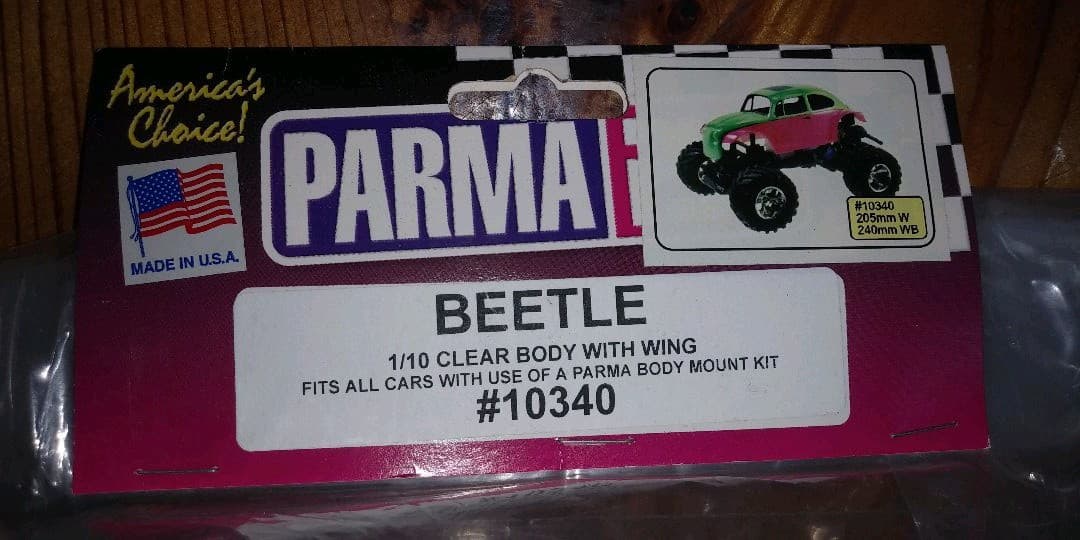 America's
Choice!
PARMA
MADE IN U.S.A.
#10340
205mm W
240mm WB
BEETLE
1/10 CLEAR BODY WITH WING
FITS ALL CARS WITH USE OF A PARMA BODY MOUNT KIT
#10340